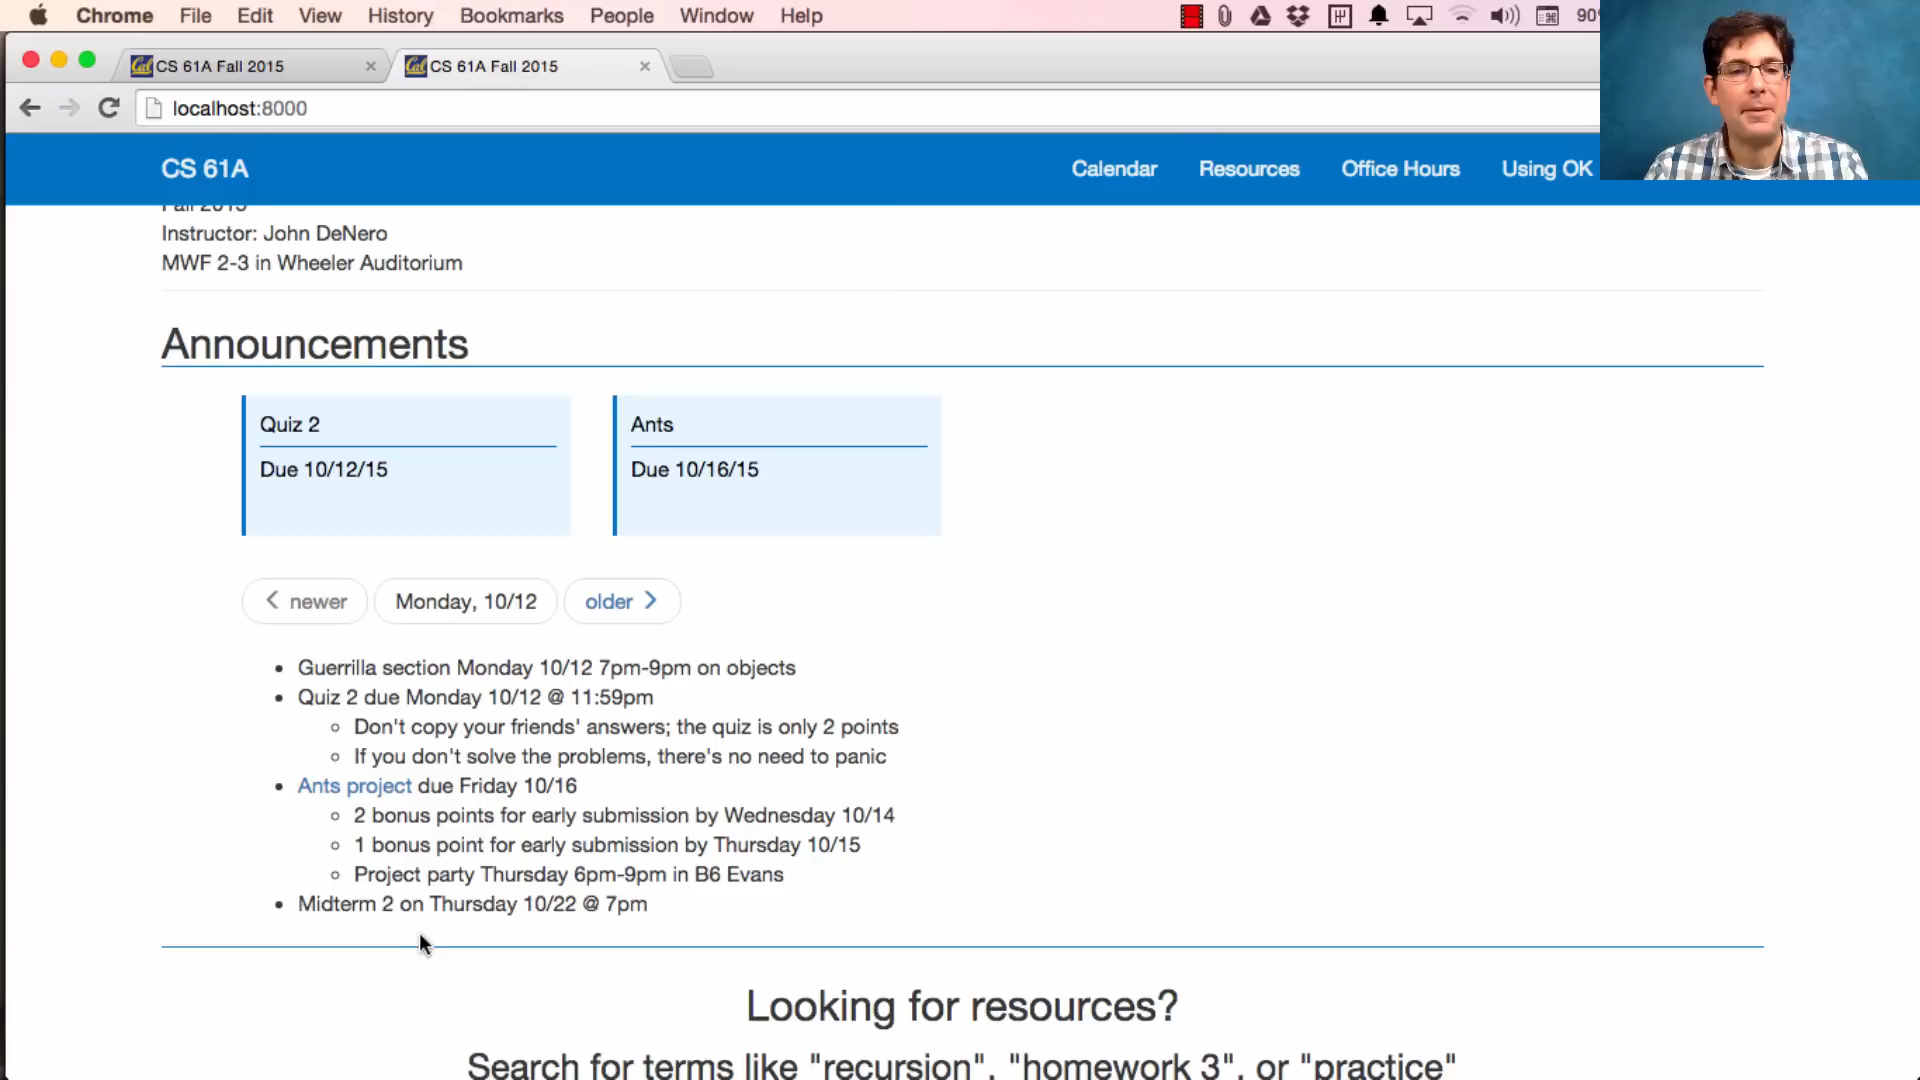 Chrome File Edit View History Bookmarks People Window Help 90
CS 61A Fall 2015
CS 61A Fall 2015
localhost:8000
CS 61A Calendar Resources Office Hours Using OK
Fall 2015
Instructor: John DeNero
MWF 2-3 in Wheeler Auditorium
Announcements
Quiz 2
Due 10/12/15
Ants
Due 10/16/15
newer Monday, 10/12 older
Guerrilla section Monday 10/12 7pm-9pm on objects
Quiz 2 due Monday 10/12 @ 11:59pm
Don't copy your friends' answers; the quiz is only 2 points
If you don't solve the problems, there's no need to panic
Ants project due Friday 10/16
2 bonus points for early submission by Wednesday 10/14
1 bonus point for early submission by Thursday 10/15
Project party Thursday 6pm-9pm in B6 Evans
Midterm 2 on Thursday 10/22 @ 7pm
Looking for resources?
Search for terms like "recursion", "homework 3", or "practice"